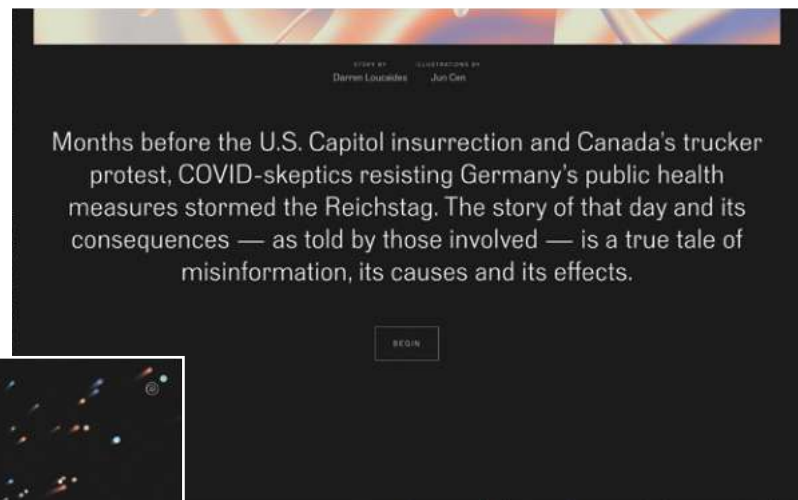 STORY BY ILLUSTRATIONS BY
Darren Loucaides Jun Cen
Months before the U.S. Capitol insurrection and Canada's trucker
protest, COVID-skeptics resisting Germany's public health
measures stormed the Reichstag. The story of that day and its
consequences — as told by those involved — is a true tale of
misinformation, its causes and its effects.
BEGIN